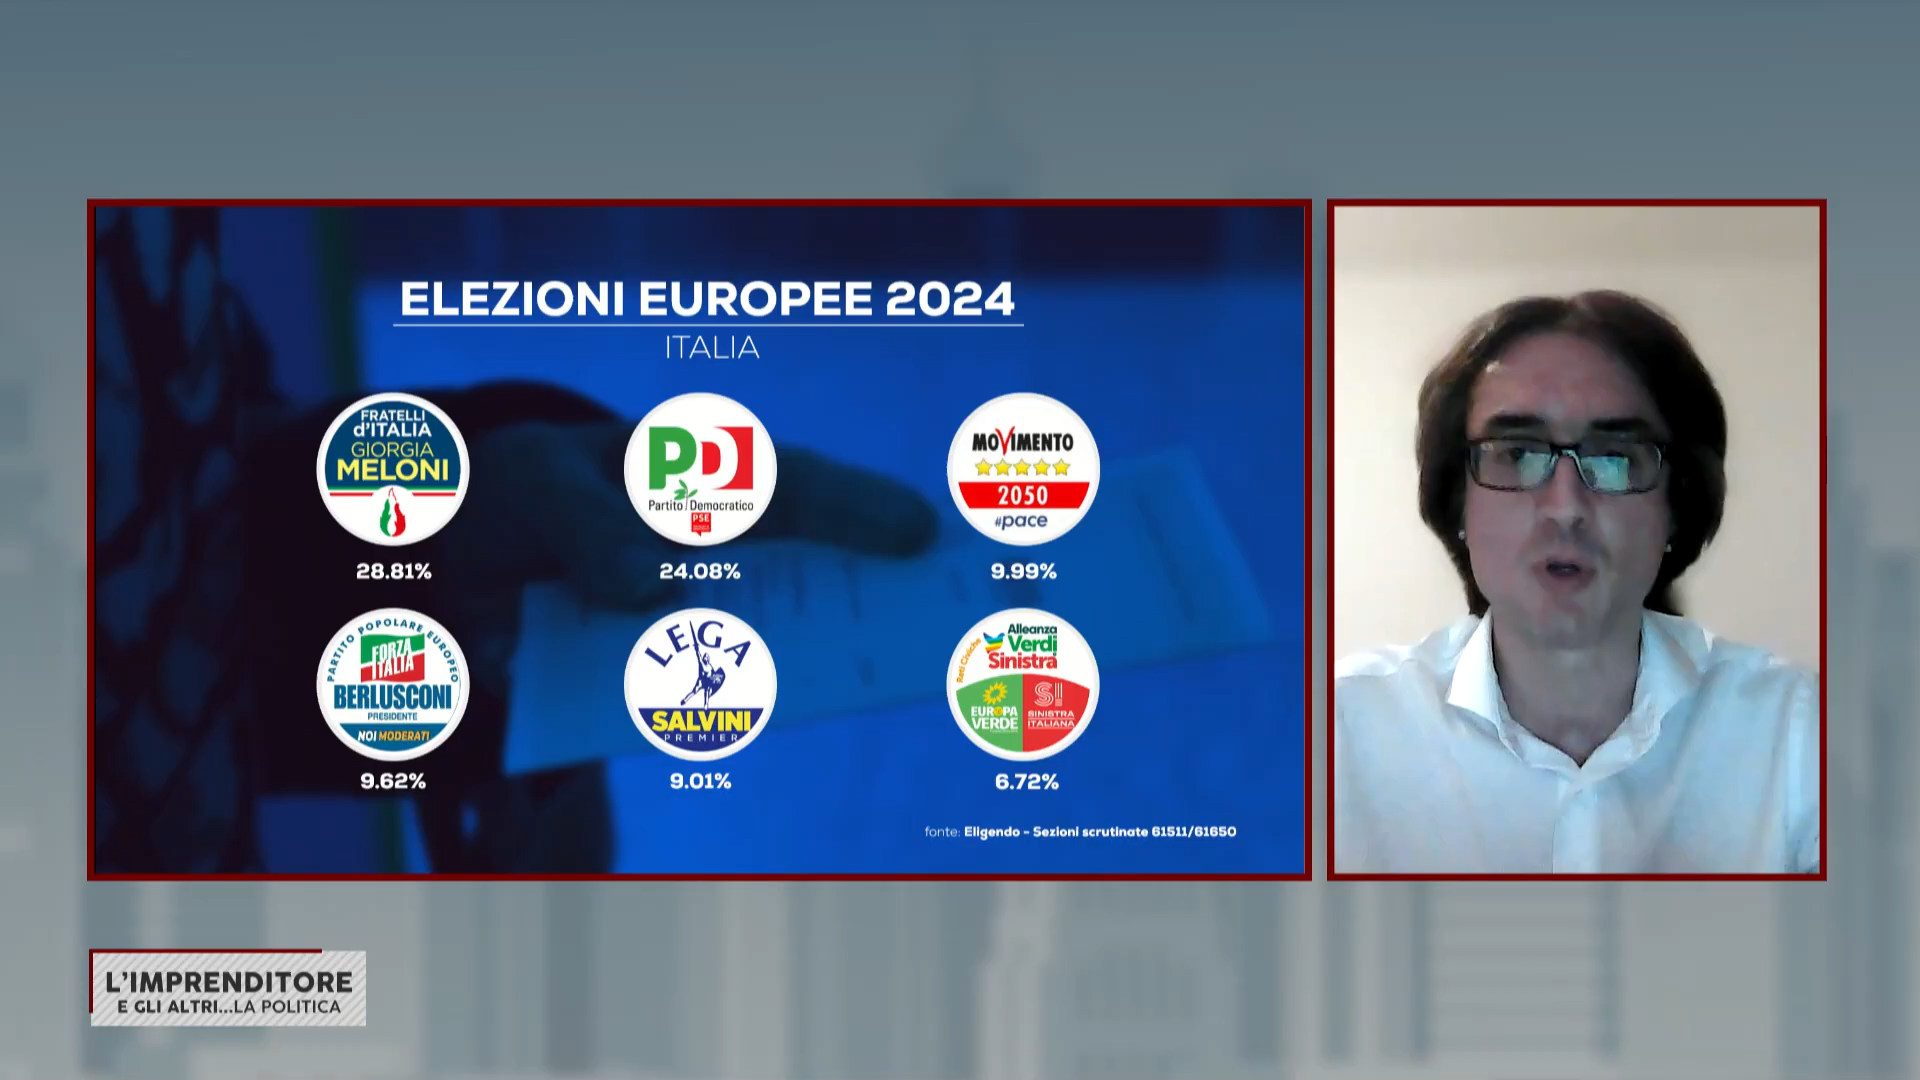 ELEZIONI EUROPEE 2024
ITALIA
FRATELLI
d'ITALIA
GIORGIA
MELONI
28.81%
PD
Partito Democratico
PSE
24.08%
MOVIMENTO
2050
#pace
9.99%
PARTITO POPOLARE EUROPEO
FORZA
ITALIA
BERLUSCONI
PRESIDENTE
NOI MODERATI
9.62%
LEGA
SALVINI
PREMIER
9.01%
Reti Civiche
Alleanza
Verdi
Sinistra
EUROPA
VERDE
SI
SINISTRA
ITALIANA
6.72%
fonte: Eligendo - Sezioni scrutinate 61511/61650
L'IMPRENDITORE
E GLI ALTRI...LA POLITICA